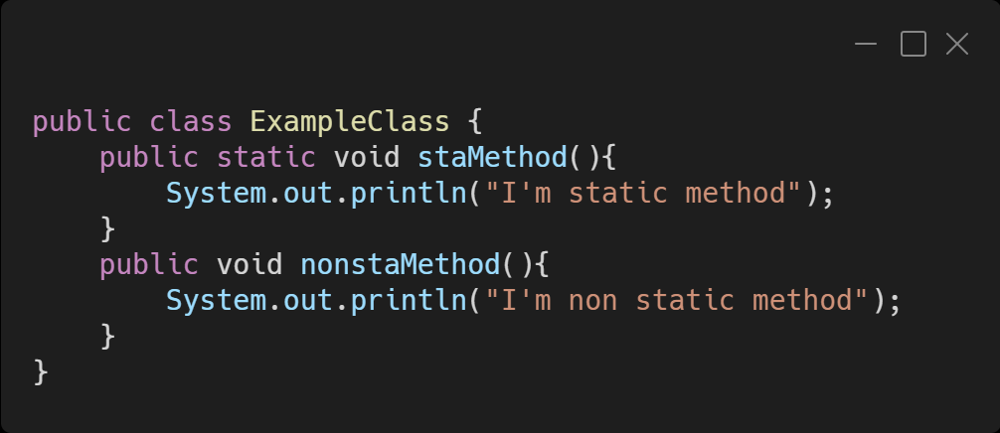 public class ExampleClass {
    public static void staMethod(){
        System.out.println("I'm static method");
    }
    public void nonstaMethod(){
        System.out.println("I'm non static method");
    }
}